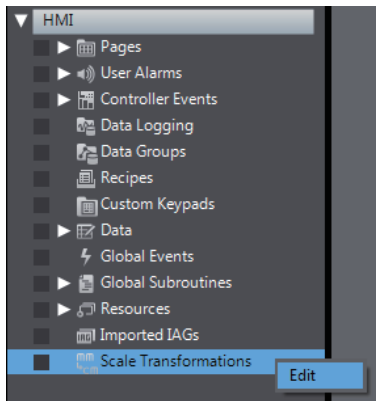 HMI
Pages
User Alarms
Controller Events
Data Logging
Data Groups
Recipes
Custom Keypads
Data
Global Events
Global Subroutines
Resources
Imported IAGs
Scale Transformations
Edit